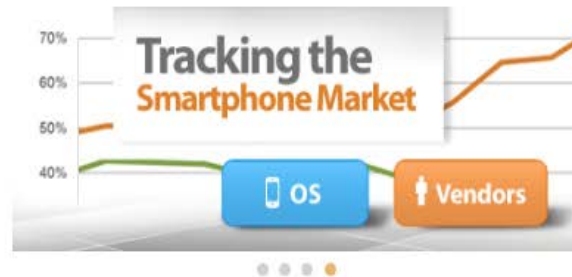 70%
Tracking the
60%
Smartphone Market
50%
40%
OS
Vendors